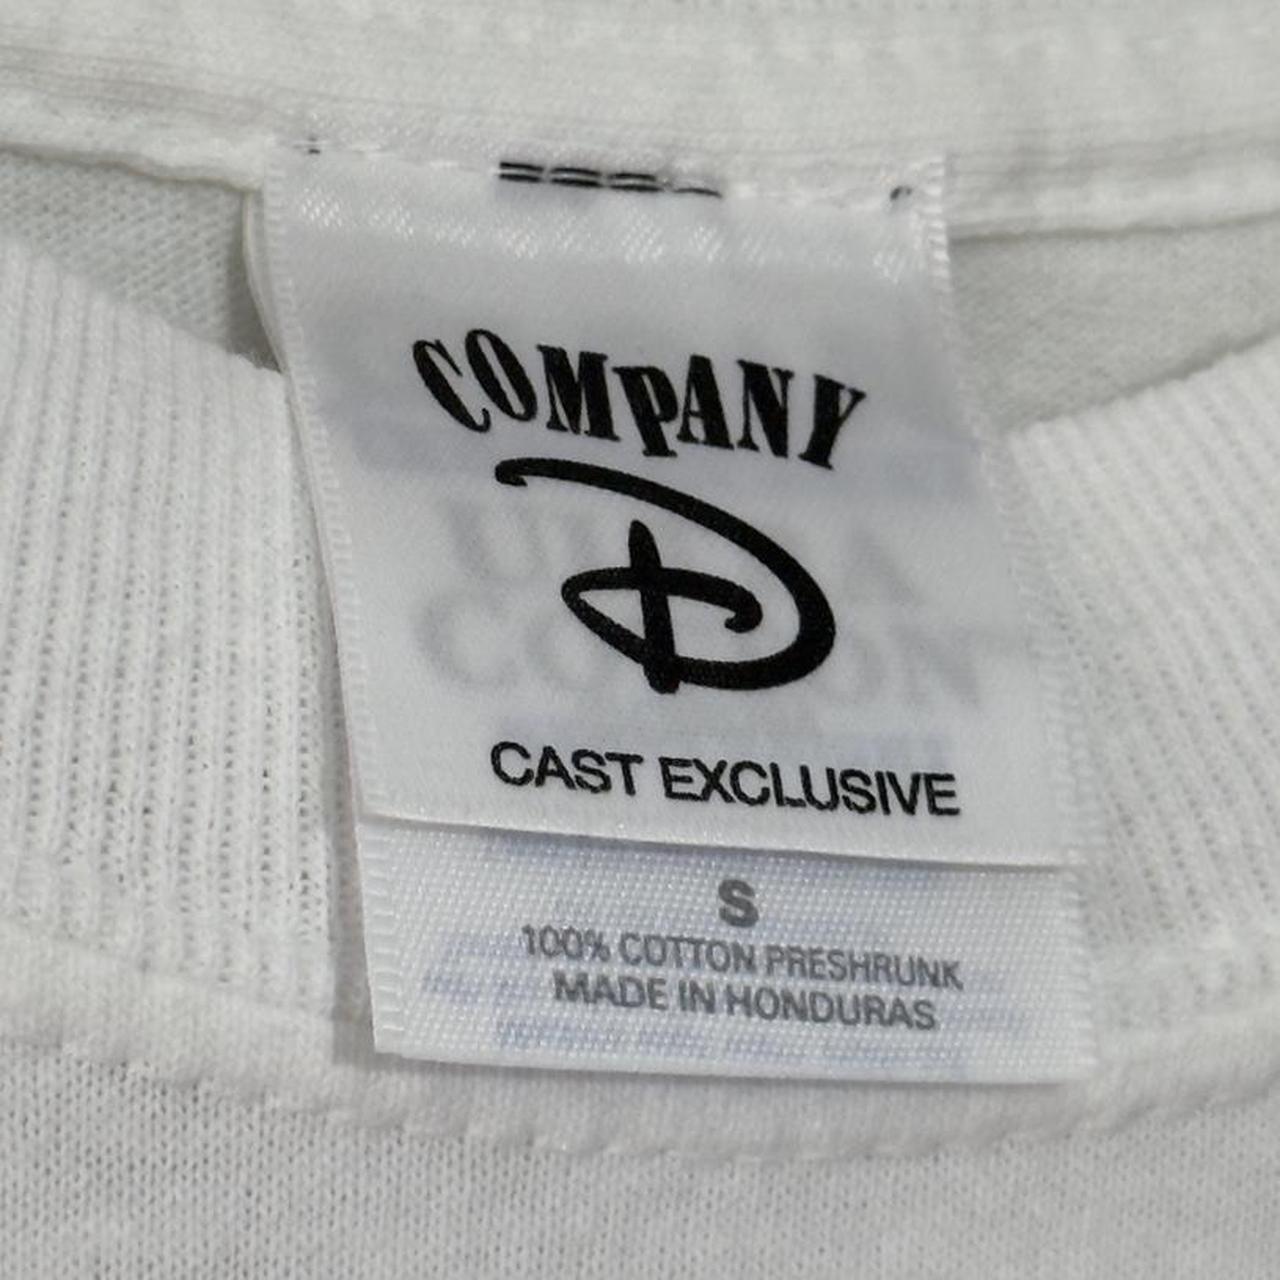 COMPANY
D
CAST EXCLUSIVE
S
100% COTTON PRESHRUNK
MADE IN HONDURAS